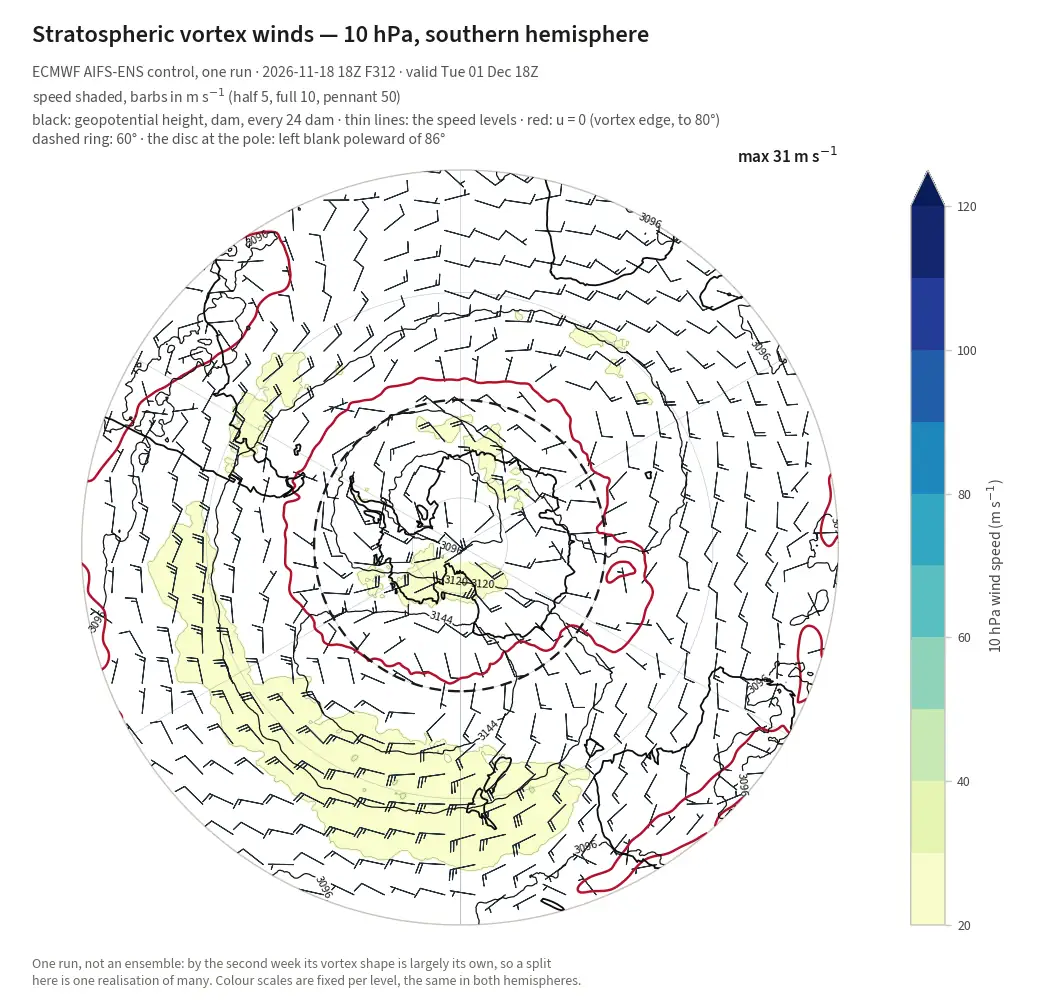 Stratospheric vortex winds — 10 hPa, southern hemisphere
ECMWF AIFS-ENS control, one run · 2026-11-18 18Z F312 · valid Tue 01 Dec 18Z
speed shaded, barbs in m s⁻¹ (half 5, full 10, pennant 50)
black: geopotential height, dam, every 24 dam · thin lines: the speed levels · red: u = 0 (vortex edge, to 80°)
dashed ring: 60° · the disc at the pole: left blank poleward of 86°
max 31 m s⁻¹
3096
3096
120
100
3096
80
3096
3120
3120
3144
3096
60
10 hPa wind speed (m s⁻¹)
3096
3144
3096
40
3096
3096
20
One run, not an ensemble: by the second week its vortex shape is largely its own, so a split
here is one realisation of many. Colour scales are fixed per level, the same in both hemispheres.